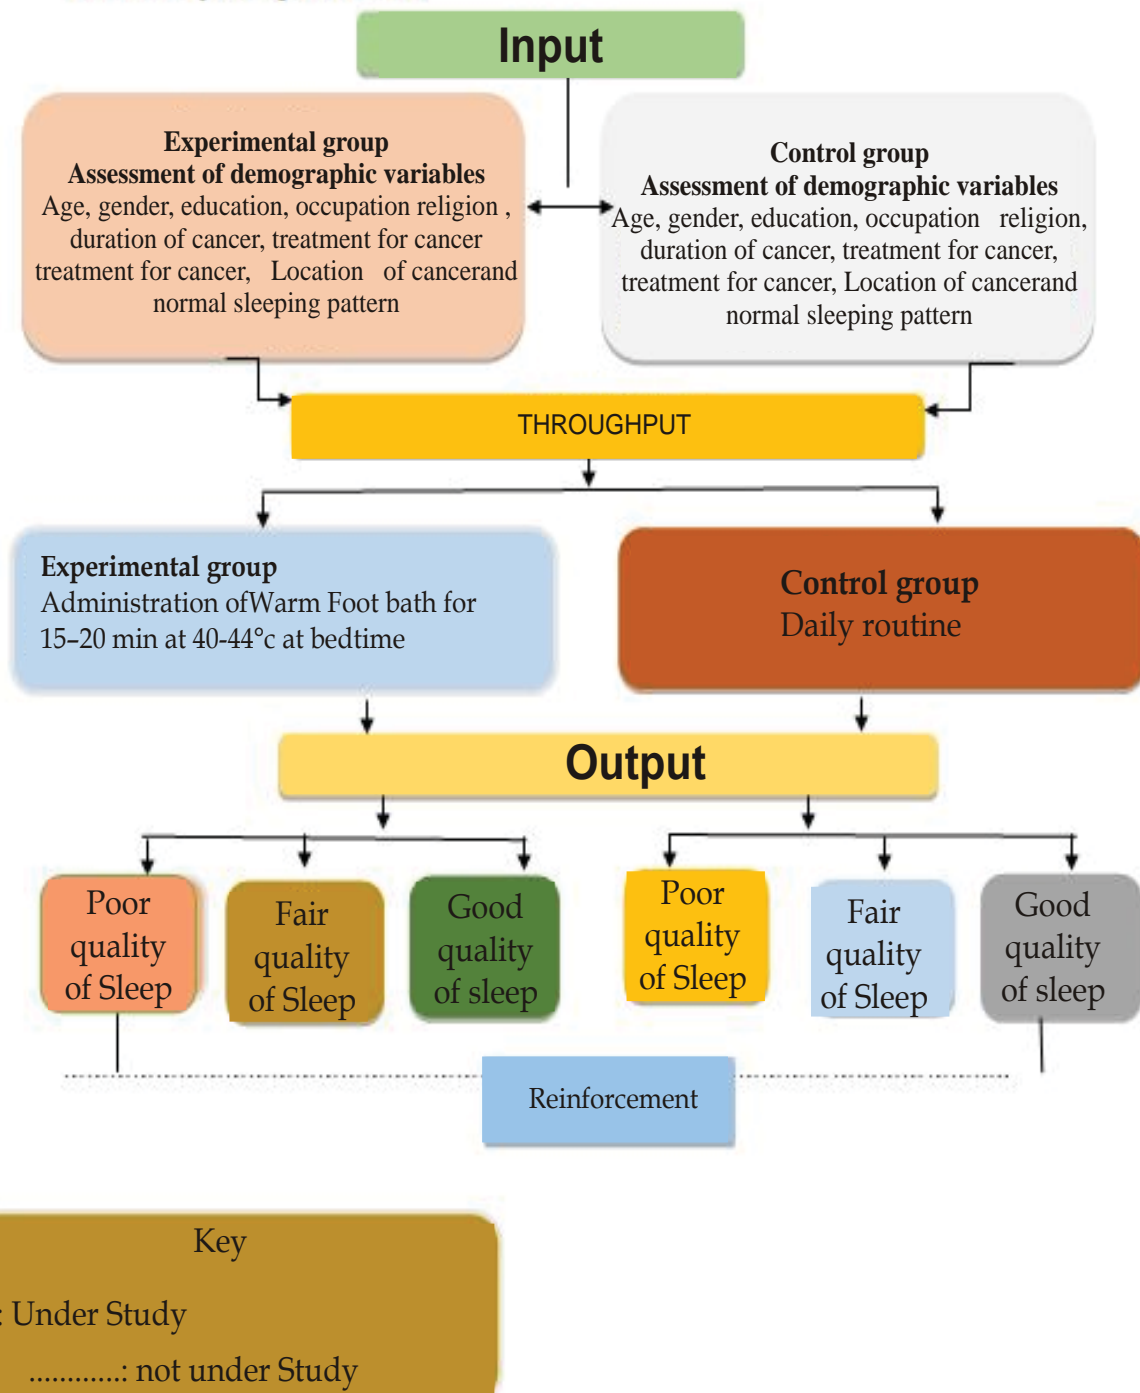 Input
Experimental group
Assessment of demographic variables
Age, gender, education, occupation religion ,
duration of cancer, treatment for cancer
treatment for cancer, Location of cancerand
normal sleeping pattern
Control group
Assessment of demographic variables
Age, gender, education, occupation religion,
duration of cancer, treatment for cancer,
treatment for cancer, Location of cancerand
normal sleeping pattern
THROUGHPUT
Experimental group
Administration ofWarm Foot bath for
15–20 min at 40-44°c at bedtime
Control group
Daily routine
Output
Poor
quality
of Sleep
Fair
quality
of Sleep
Good
quality
of sleep
Poor
quality
of Sleep
Fair
quality
of Sleep
Good
quality
of sleep
Reinforcement
Key
: Under Study
............: not under Study